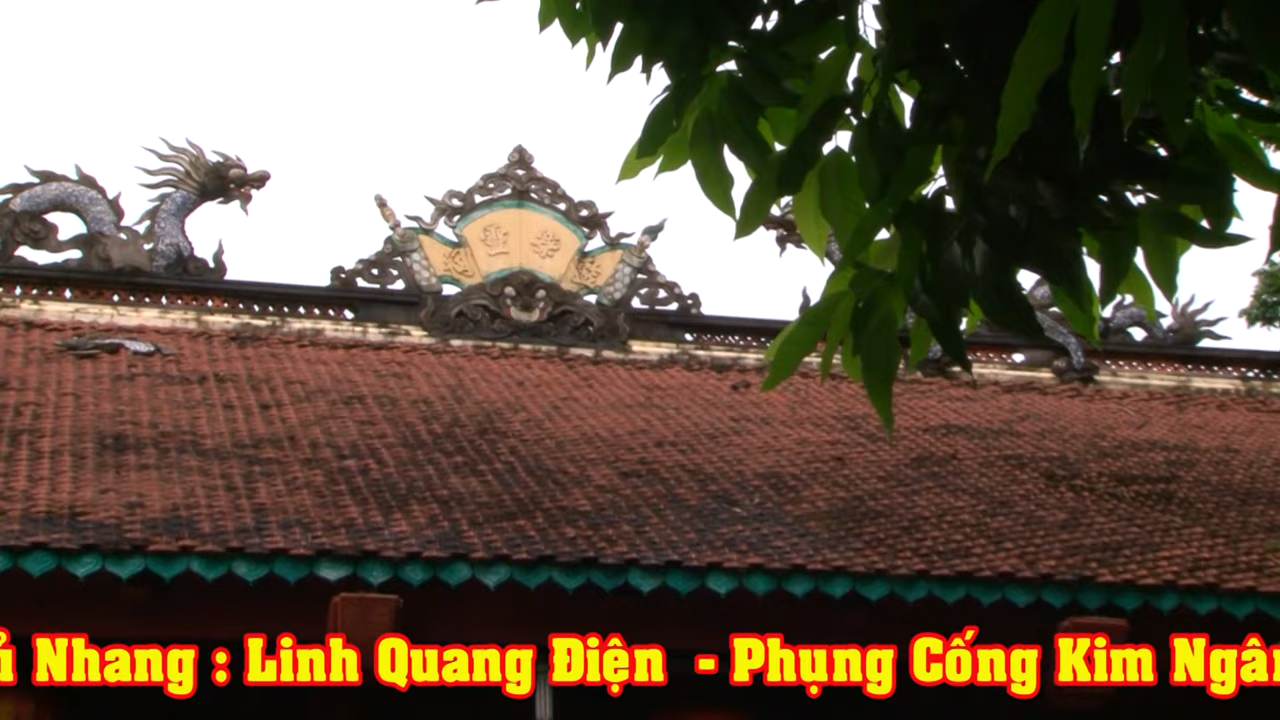 ủ Nhang : Linh Quang Điện - Phụng Cống Kim Ngân